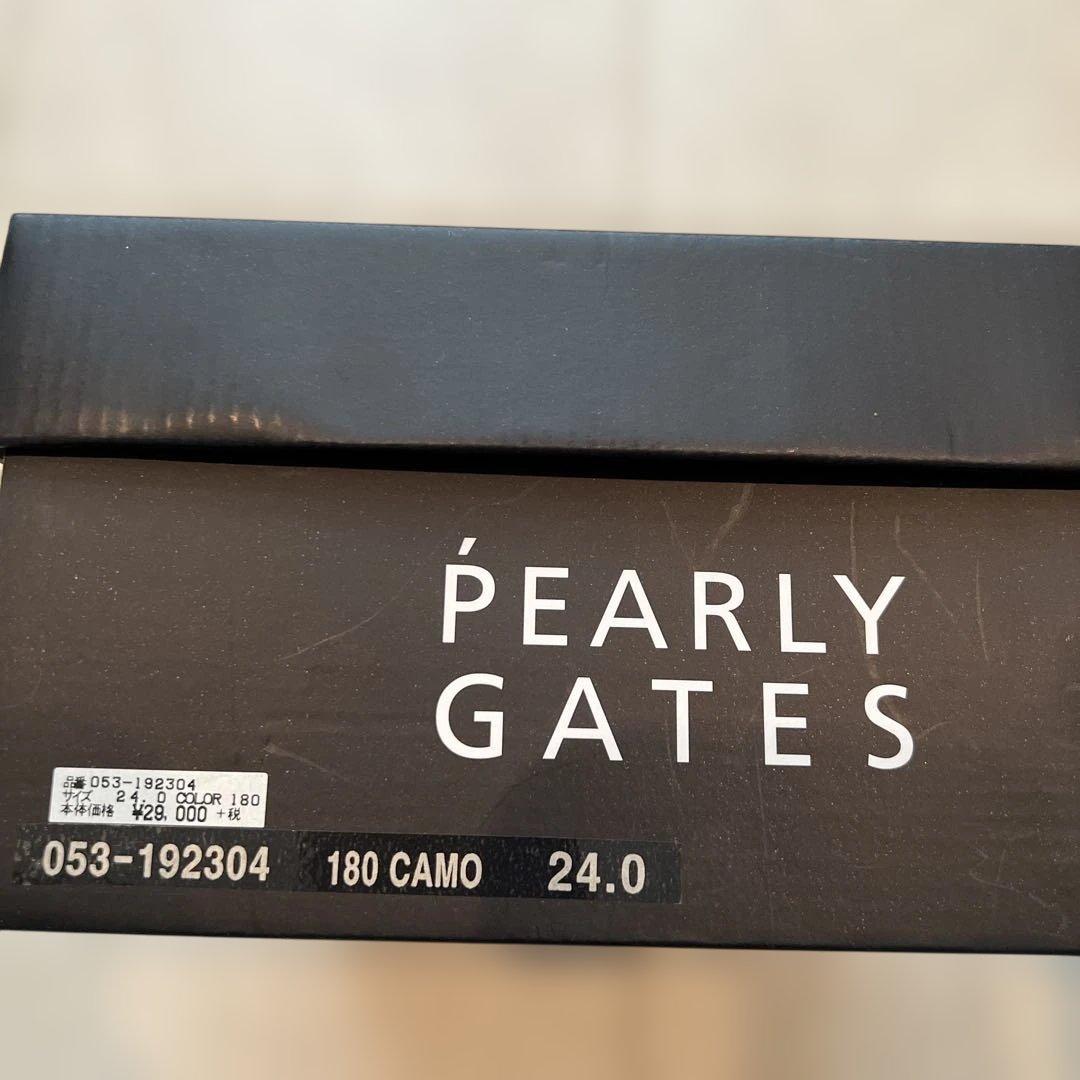 ṔEARLY
GATES
品番 053-192304
サイズ 24.0 COLOR 180
本体価格 ¥29,000 +税
053-192304 180 CAMO 24.0